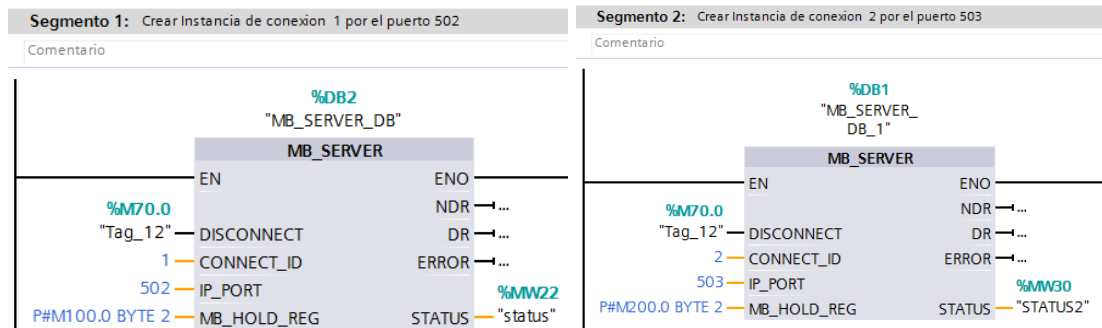 Segmento 1: Crear Instancia de conexion 1 por el puerto 502
Comentario
%DB2
"MB_SERVER_DB"
MB_SERVER
EN ENO
%M70.0
NDR ...
"Tag_12" DISCONNECT DR ...
1 CONNECT_ID ERROR ...
502 IP_PORT %MW22
P#M100.0 BYTE 2 MB_HOLD_REG STATUS "status"
Segmento 2: Crear Instancia de conexion 2 por el puerto 503
Comentario
%DB1
"MB_SERVER_
DB_1"
MB_SERVER
EN ENO
%M70.0 NDR ...
"Tag_12" DISCONNECT DR ...
2 CONNECT_ID ERROR ...
503 IP_PORT %MW30
P#M200.0 BYTE 2 MB_HOLD_REG STATUS "STATUS2"